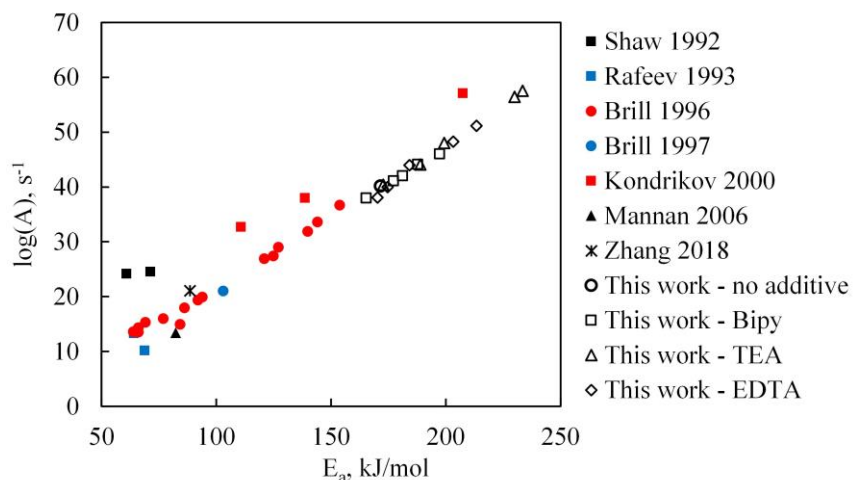 70
60
50
40
30
20
10
0
log(A), s⁻¹
50 100 150 200 250
Eₐ, kJ/mol
Shaw 1992
Rafeev 1993
Brill 1996
Brill 1997
Kondrikov 2000
Mannan 2006
Zhang 2018
This work - no additive
This work - Bipy
This work - TEA
This work - EDTA